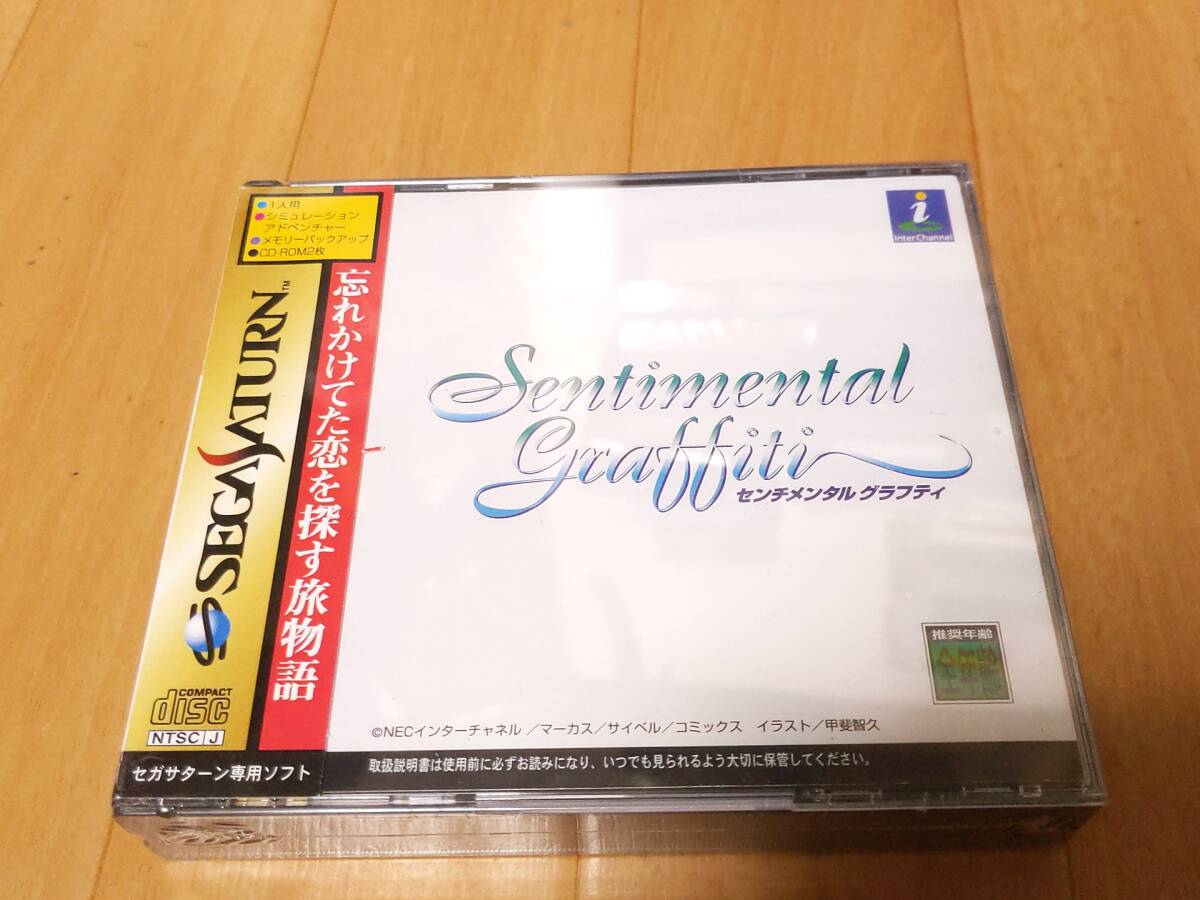 ●1人用
●シミュレーション
アドベンチャー
●メモリーバックアップ
●CD-ROM2枚
SEGA SATURN™
忘れかけてた恋を探す旅物語
COMPACT
disc
NTSC J
セガサターン専用ソフト
i
InterChannel
Sentimental
Graffiti
センチメンタル グラフティ
推奨年齢
全年齢
©NECインターチャネル/マーカス/サイベル/コミックス イラスト/甲斐智久
取扱説明書は使用前に必ずお読みになり、いつでも見られるよう大切に保管してください。